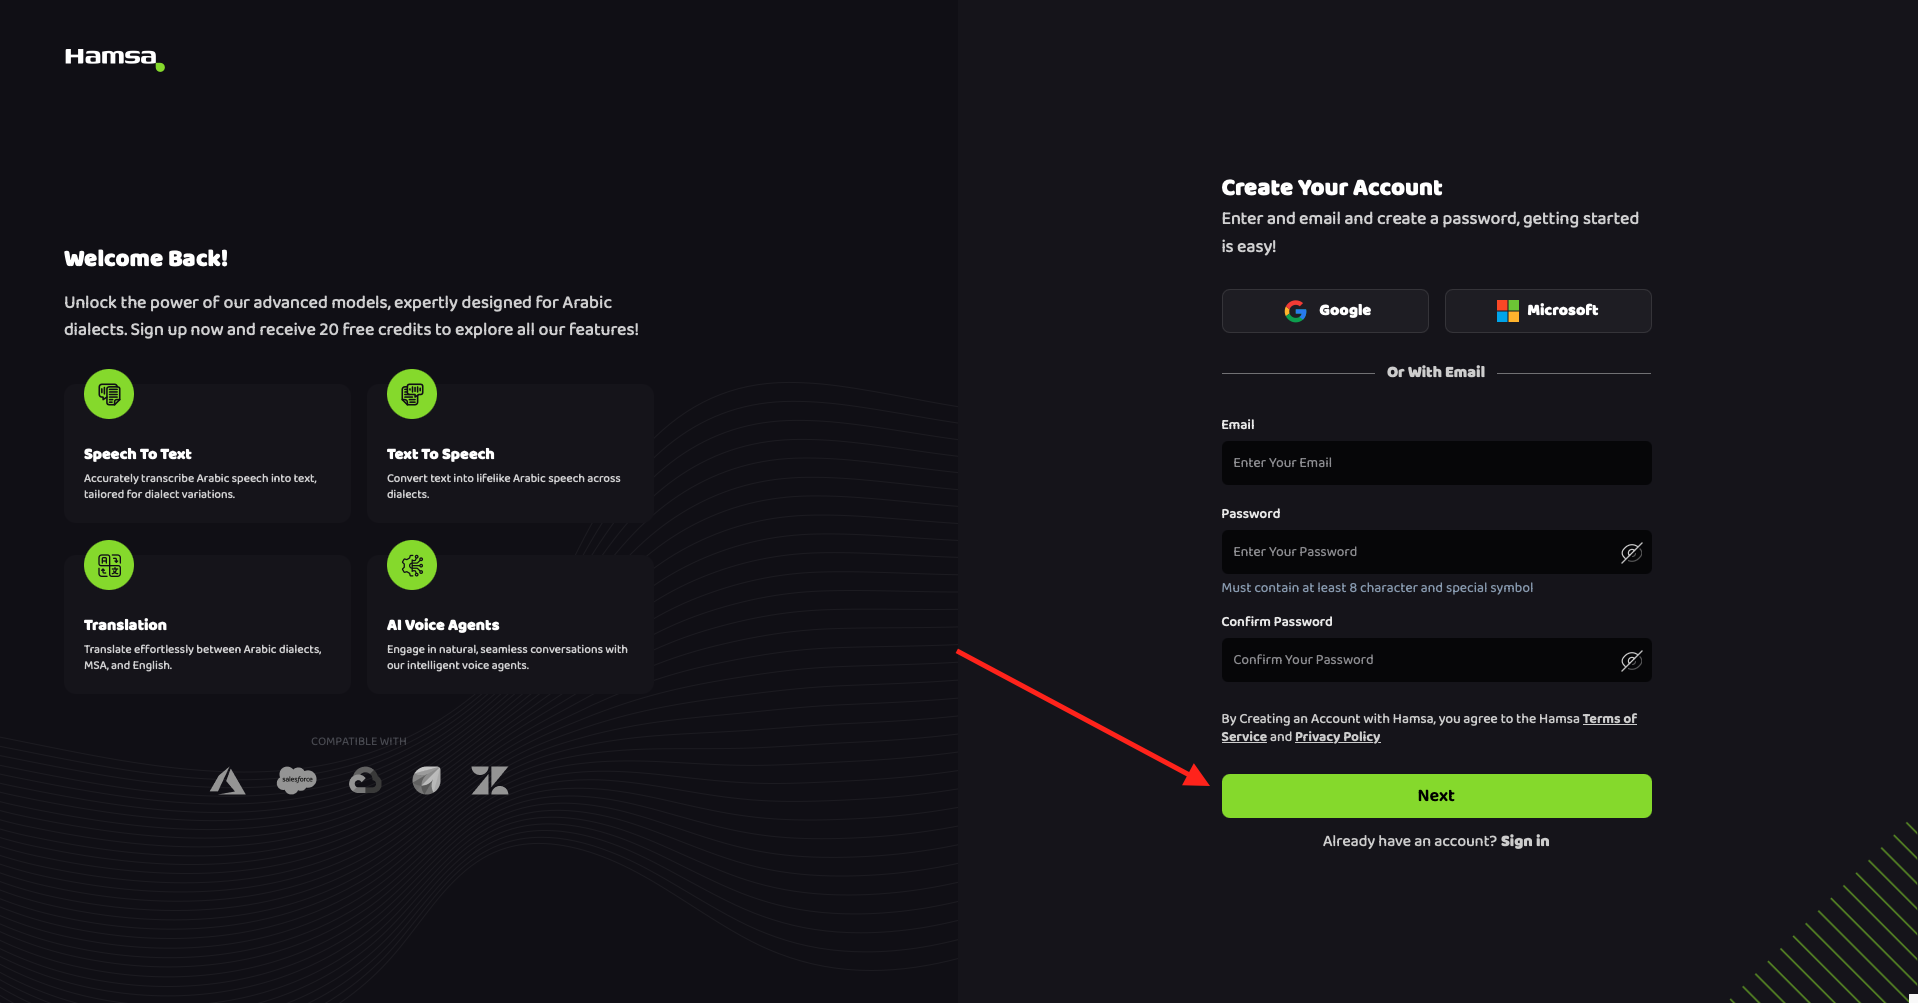 Hamsa
Welcome Back!
Unlock the power of our advanced models, expertly designed for Arabic
dialects. Sign up now and receive 20 free credits to explore all our features!
Speech To Text
Accurately transcribe Arabic speech into text,
tailored for dialect variations.
Text To Speech
Convert text into lifelike Arabic speech across
dialects.
Translation
Translate effortlessly between Arabic dialects,
MSA, and English.
AI Voice Agents
Engage in natural, seamless conversations with
our intelligent voice agents.
COMPATIBLE WITH
salesforce
Create Your Account
Enter and email and create a password, getting started
is easy!
Google
Microsoft
Or With Email
Email
Enter Your Email
Password
Enter Your Password
Must contain at least 8 character and special symbol
Confirm Password
Confirm Your Password
By Creating an Account with Hamsa, you agree to the Hamsa Terms of
Service and Privacy Policy
Next
Already have an account? Sign in